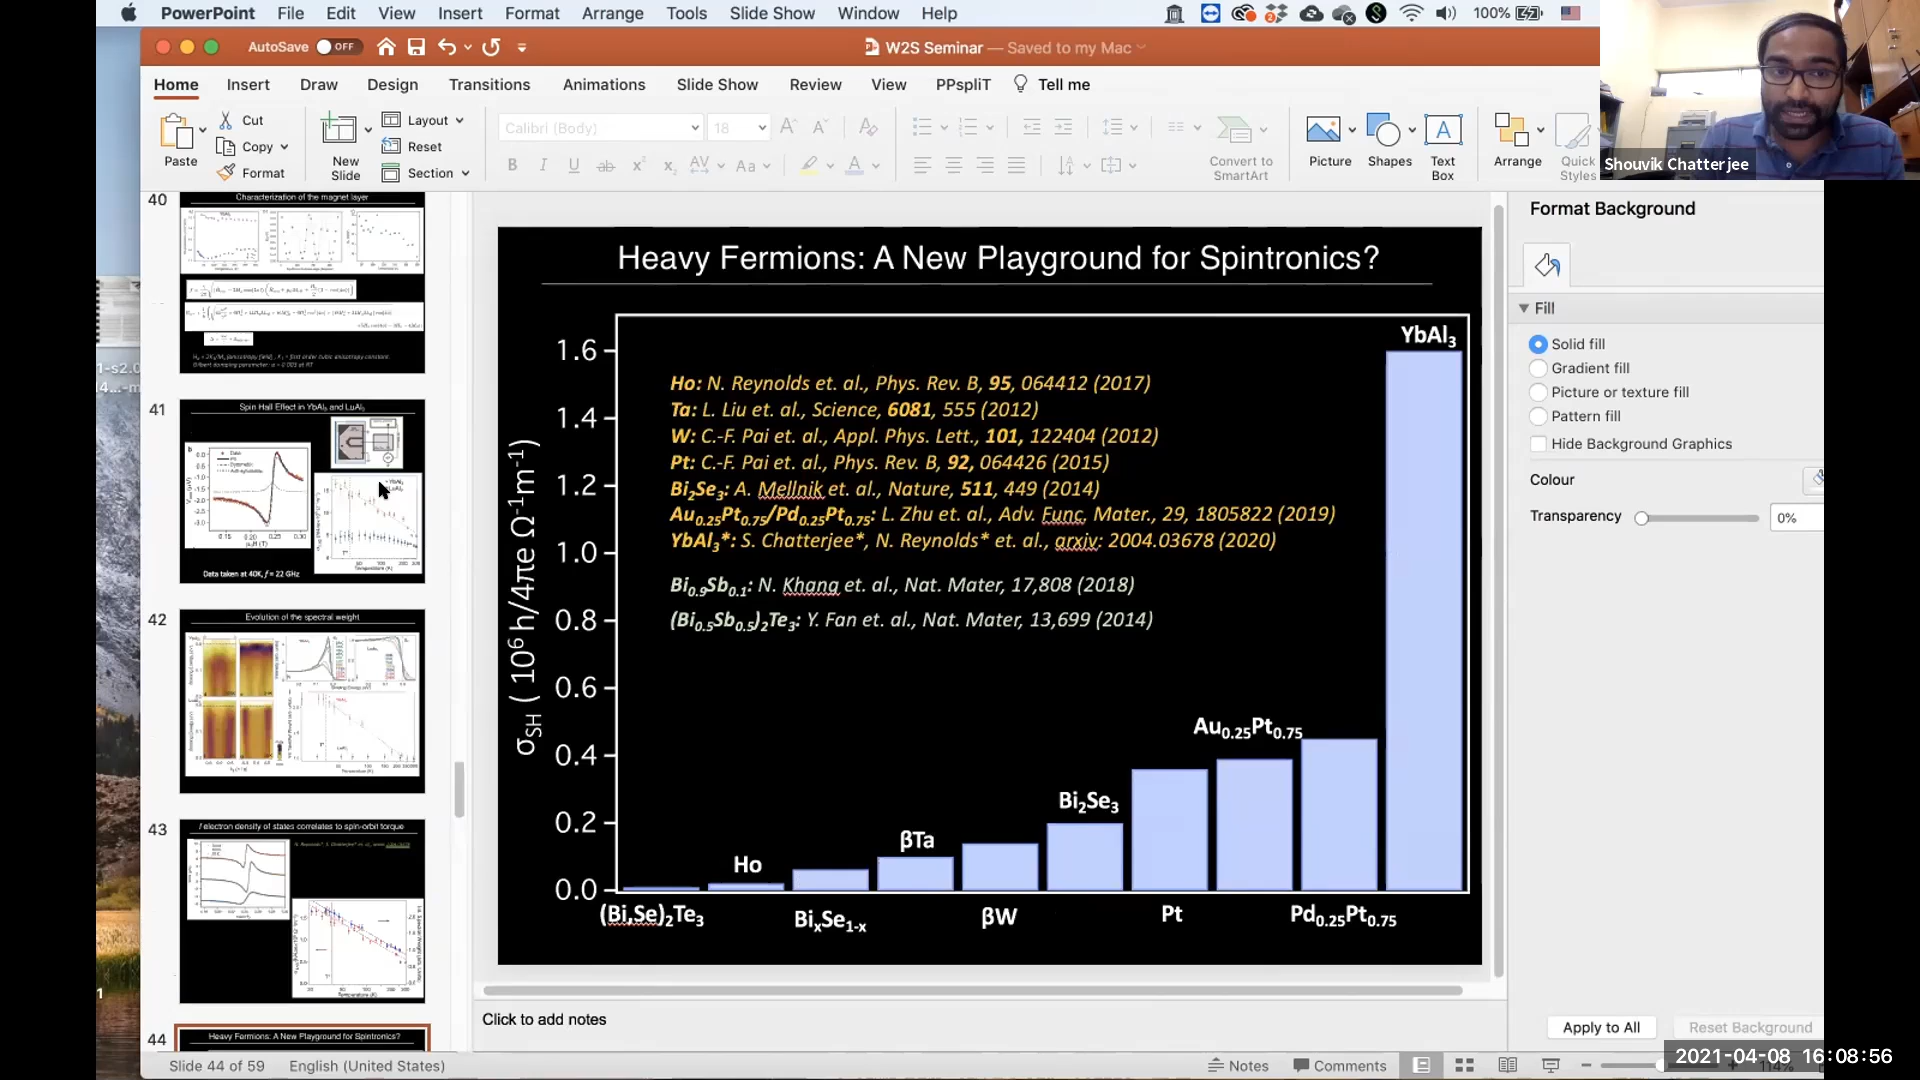 PowerPoint File Edit View Insert Format Arrange Tools Slide Show Window Help 100%
AutoSave OFF W2S Seminar — Saved to my Mac
Home Insert Draw Design Transitions Animations Slide Show Review View PPspliT Tell me
Paste Cut Copy Format New Slide Layout Reset Section
Calibri (Body) 18
Convert to SmartArt Picture Shapes Text Box Arrange Quick Styles
Shouvik Chatterjee
40
Characterization of the magnet layer
41
Spin Hall Effect in YbAl3 and LuAl3
Data taken at 40K, f = 22 GHz
42
Evolution of the spectral weight
43
f electron density of states correlates to spin-orbit torque
44
Heavy Fermions: A New Playground for Spintronics?
Heavy Fermions: A New Playground for Spintronics?
σSH ( 10⁶ h/4πe Ω⁻¹m⁻¹)
1.6
1.4
1.2
1.0
0.8
0.6
0.4
0.2
0.0
Ho: N. Reynolds et. al., Phys. Rev. B, 95, 064412 (2017)
Ta: L. Liu et. al., Science, 6081, 555 (2012)
W: C.-F. Pai et. al., Appl. Phys. Lett., 101, 122404 (2012)
Pt: C.-F. Pai et. al., Phys. Rev. B, 92, 064426 (2015)
Bi₂Se₃: A. Mellnik et. al., Nature, 511, 449 (2014)
Au₀.₂₅Pt₀.₇₅/Pd₀.₂₅Pt₀.₇₅: L. Zhu et. al., Adv. Func. Mater., 29, 1805822 (2019)
YbAl₃*: S. Chatterjee*, N. Reynolds* et. al., arxiv: 2004.03678 (2020)
Bi₀.₉Sb₀.₁: N. Khang et. al., Nat. Mater, 17,808 (2018)
(Bi₀.₅Sb₀.₅)₂Te₃: Y. Fan et. al., Nat. Mater, 13,699 (2014)
YbAl₃
Au₀.₂₅Pt₀.₇₅
Bi₂Se₃
βTa
Ho
(Bi,Se)₂Te₃
BiₓSe₁₋ₓ
βW
Pt
Pd₀.₂₅Pt₀.₇₅
Click to add notes
Format Background
Fill
Solid fill
Gradient fill
Picture or texture fill
Pattern fill
Hide Background Graphics
Colour
Transparency 0%
Apply to All Reset Background
Slide 44 of 59 English (United States) Notes Comments
2021-04-08 16:08:56